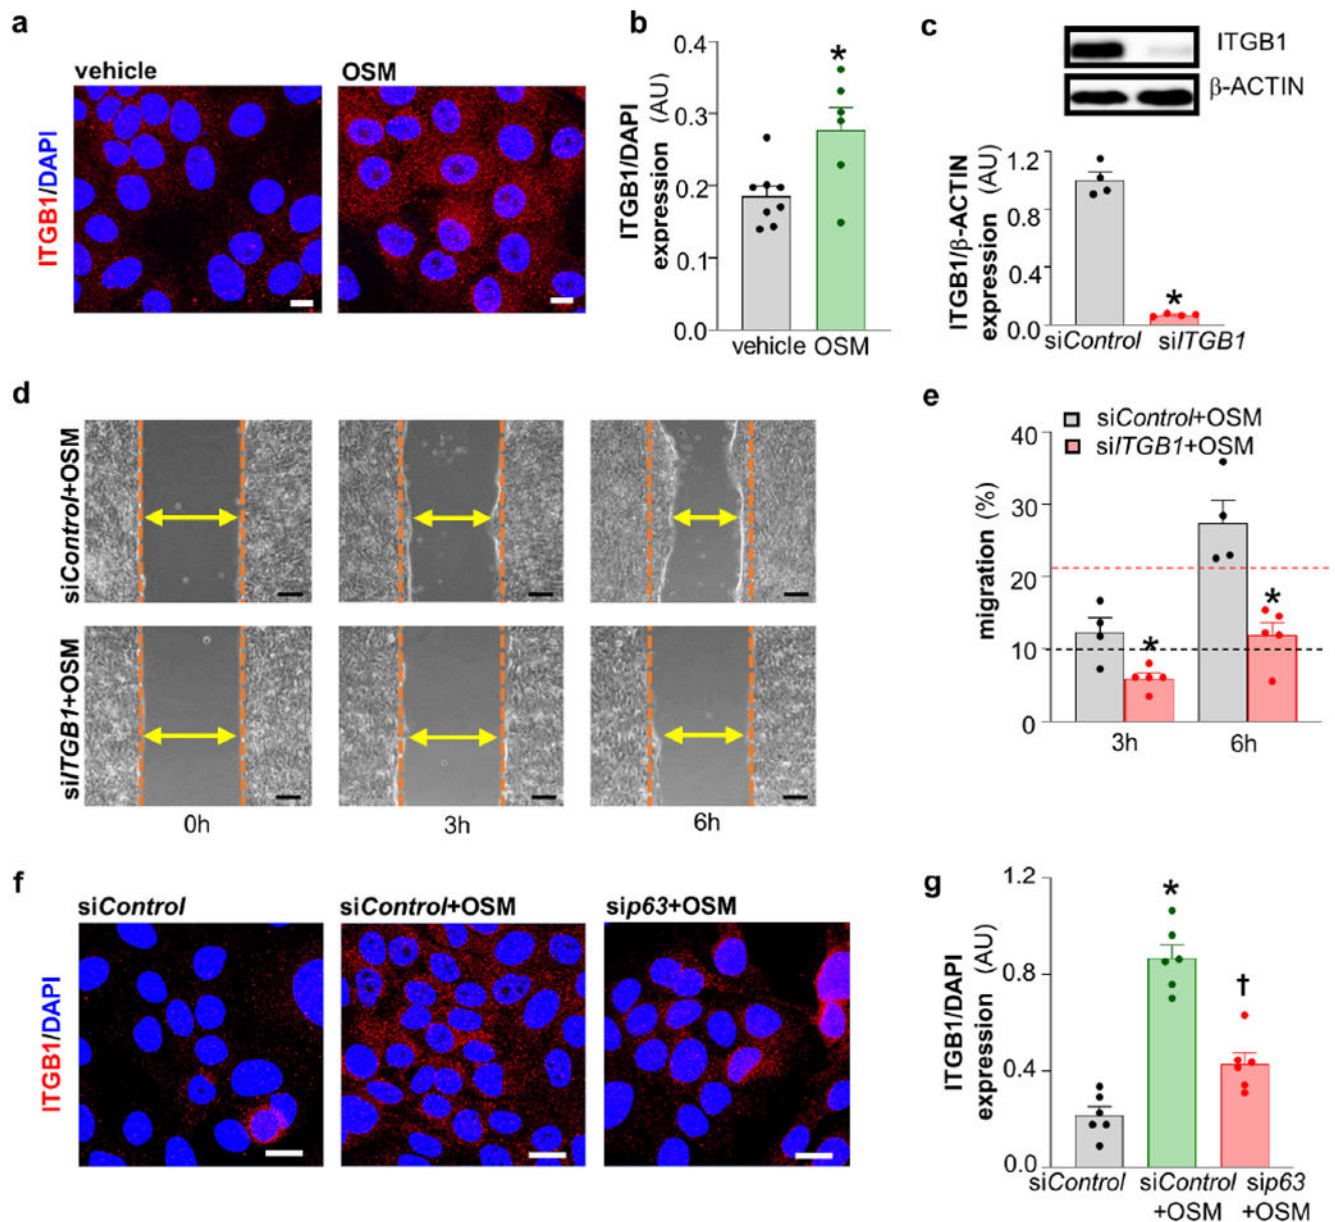 a
vehicle
OSM
ITGB1/DAPI
b
ITGB1/DAPI
expression (AU)
0.4
0.3
0.2
0.1
0.0
*
vehicle OSM
c
ITGB1
β-ACTIN
ITGB1/β-ACTIN
expression (AU)
1.2
0.8
0.4
0.0
*
siControl siITGB1
d
siControl+OSM
siITGB1+OSM
0h
3h
6h
e
siControl+OSM
siITGB1+OSM
migration (%)
40
30
20
10
0
*
*
3h
6h
f
siControl
siControl+OSM
sip63+OSM
ITGB1/DAPI
g
ITGB1/DAPI
expression (AU)
1.2
0.8
0.4
0.0
*
†
siControl siControl sip63
+OSM +OSM